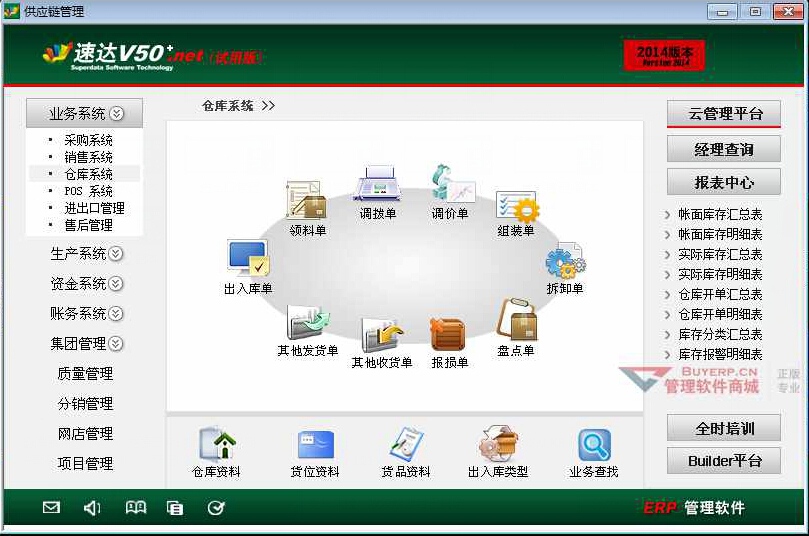 供应链管理
速达V50+.net (试用版)
Superdata Software Technology
2014版本
Version 2014
业务系统
采购系统
销售系统
仓库系统
POS 系统
进出口管理
售后管理
生产系统
资金系统
账务系统
集团管理
质量管理
分销管理
网店管理
项目管理
仓库系统 >>
领料单
调拨单
调价单
组装单
出入库单
拆卸单
其他发货单
其他收货单
报损单
盘点单
仓库资料
货位资料
货品资料
出入库类型
业务查找
云管理平台
经理查询
报表中心
帐面库存汇总表
帐面库存明细表
实际库存汇总表
实际库存明细表
仓库开单汇总表
仓库开单明细表
库存分类汇总表
库存报警明细表
BUYERP.CN 正版
管理软件商城 专业
全时培训
Builder平台
ERP 管理软件